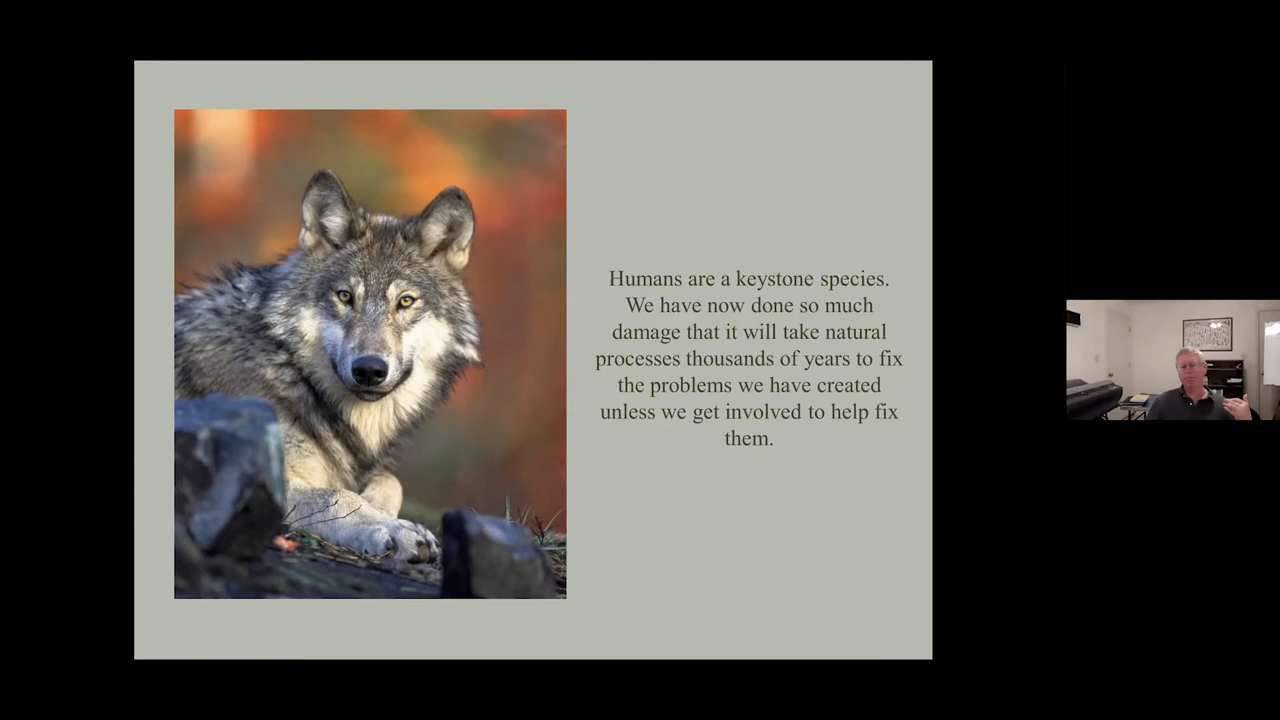 Humans are a keystone species.
We have now done so much
damage that it will take natural
processes thousands of years to fix
the problems we have created
unless we get involved to help fix
them.